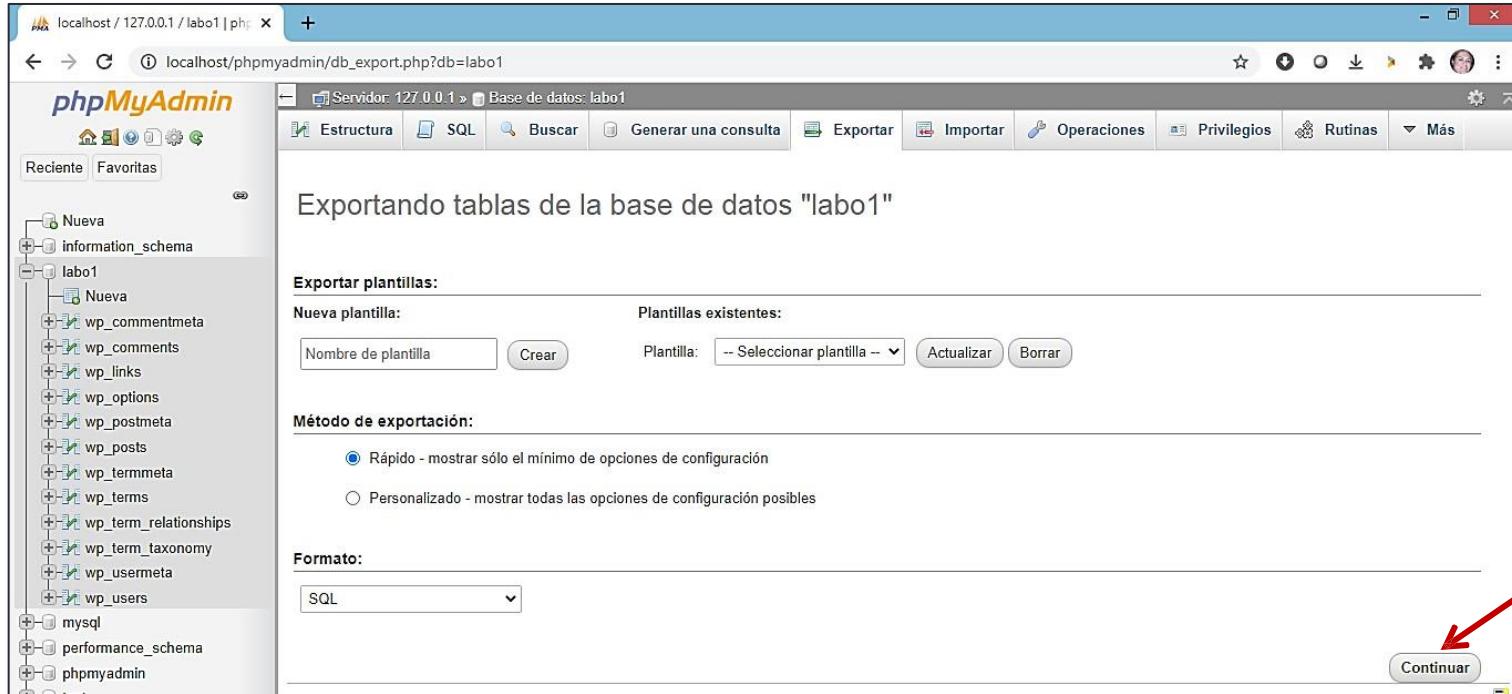 localhost / 127.0.0.1 / labo1 | php
localhost/phpmyadmin/db_export.php?db=labo1
phpMyAdmin
Reciente Favoritas
Nueva
information_schema
labo1
Nueva
wp_commentmeta
wp_comments
wp_links
wp_options
wp_postmeta
wp_posts
wp_termmeta
wp_terms
wp_term_relationships
wp_term_taxonomy
wp_usermeta
wp_users
mysql
performance_schema
phpmyadmin
Servidor: 127.0.0.1 » Base de datos: labo1
Estructura SQL Buscar Generar una consulta Exportar Importar Operaciones Privilegios Rutinas Más
Exportando tablas de la base de datos "labo1"
Exportar plantillas:
Nueva plantilla: Plantillas existentes:
Nombre de plantilla Crear Plantilla: -- Seleccionar plantilla -- Actualizar Borrar
Método de exportación:
Rápido - mostrar sólo el mínimo de opciones de configuración
Personalizado - mostrar todas las opciones de configuración posibles
Formato:
SQL
Continuar